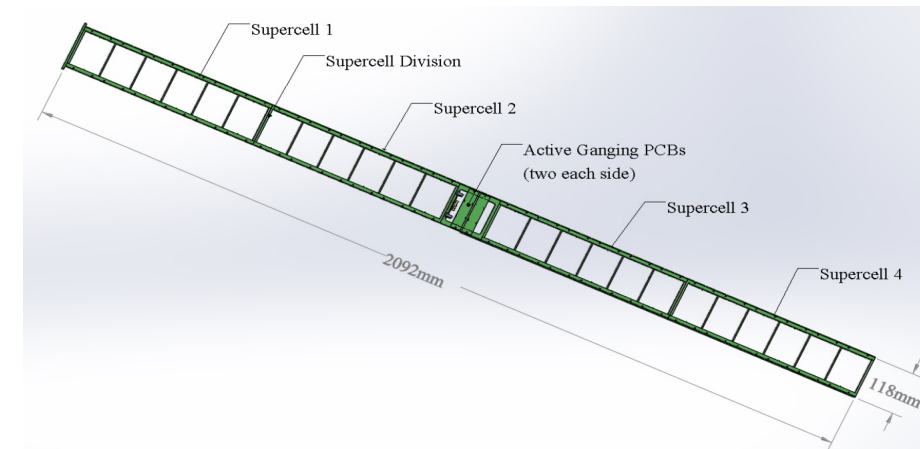 Supercell 1
Supercell Division
Supercell 2
Active Ganging PCBs
(two each side)
Supercell 3
Supercell 4
2092mm
118mm